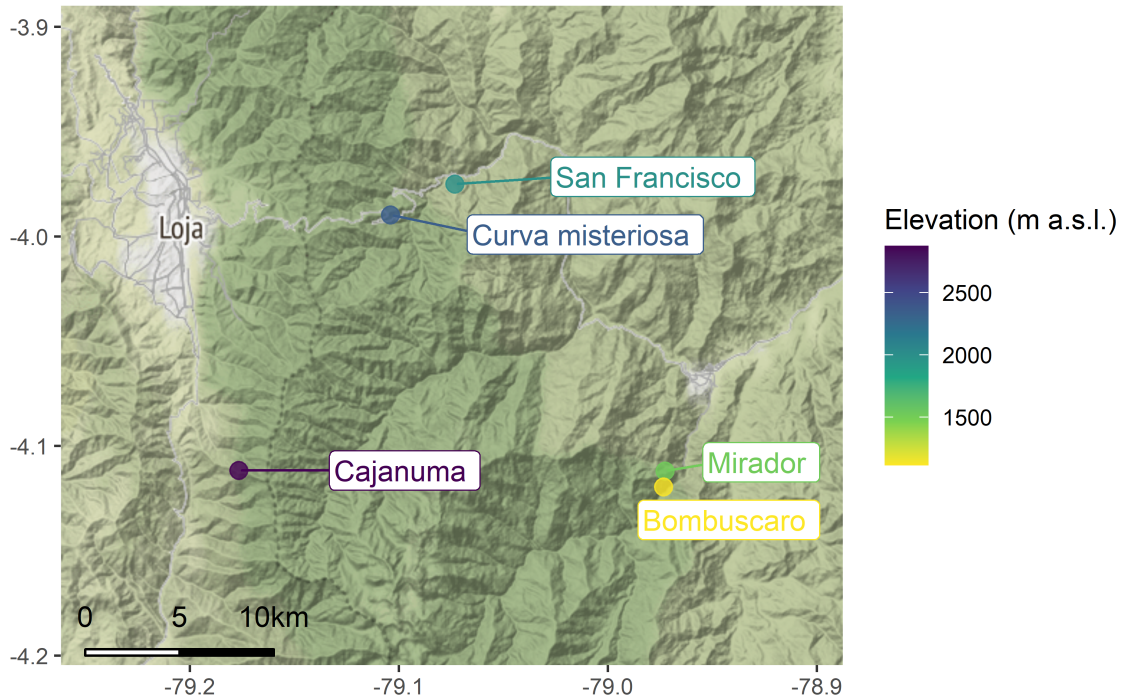 -3.9
-4.0
-4.1
-4.2
-79.2
-79.1
-79.0
-78.9
Loja
San Francisco
Curva misteriosa
Cajanuma
Mirador
Bombuscaro
0 5 10km
Elevation (m a.s.l.)
2500
2000
1500